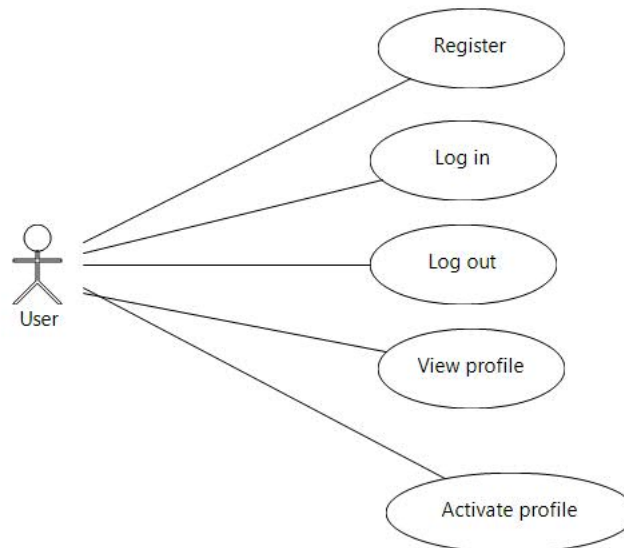 Register
Log in
Log out
User
View profile
Activate profile